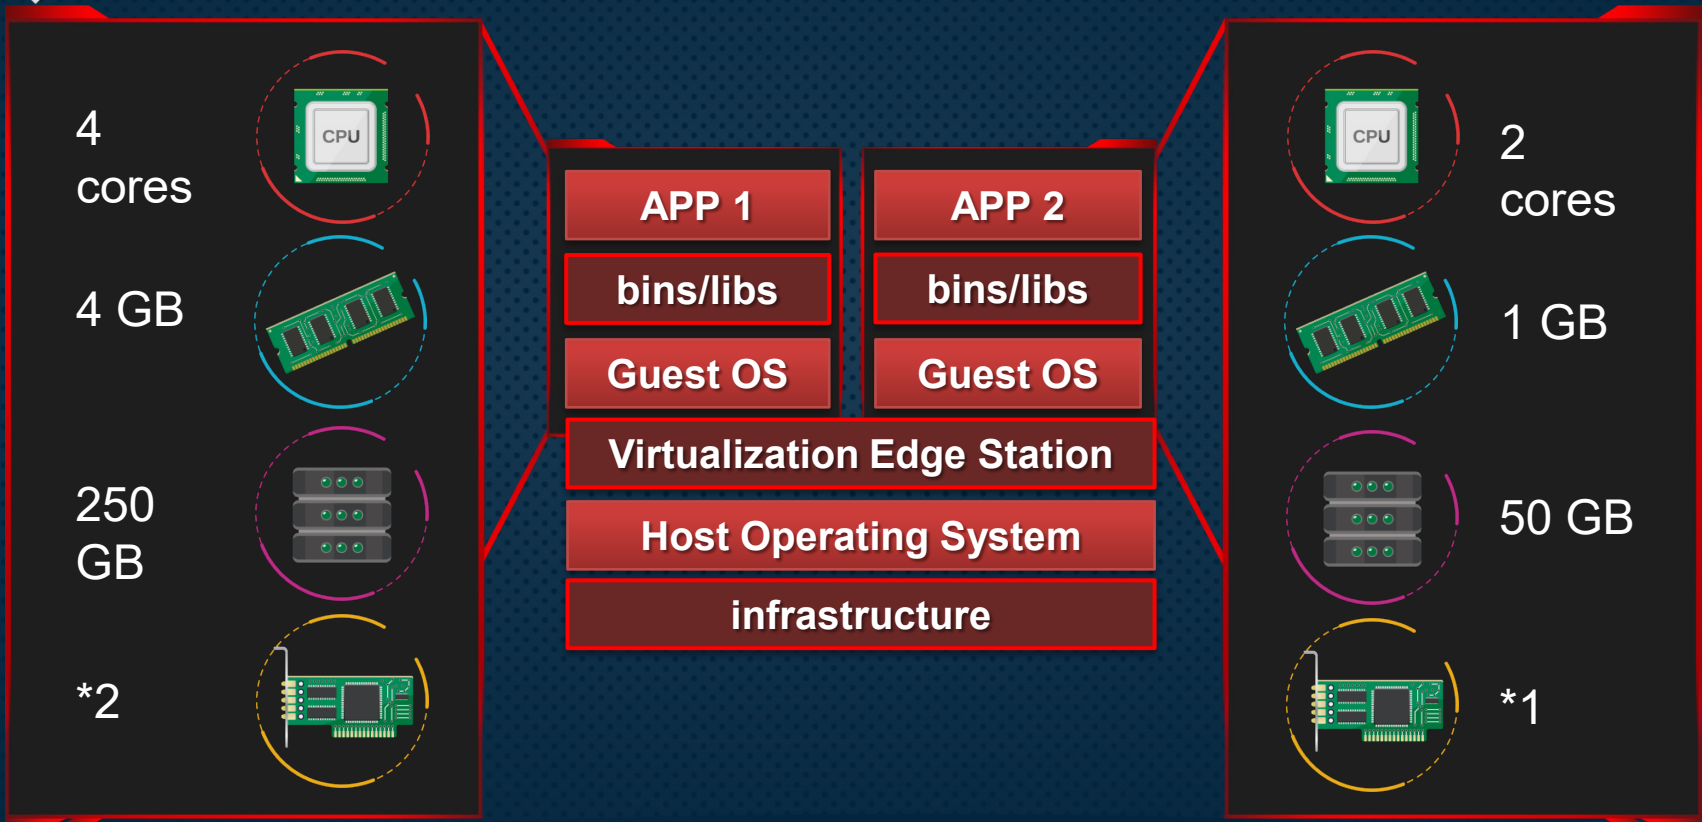 4
cores
CPU
4 GB
250
GB
*2
APP 1
bins/libs
Guest OS
APP 2
bins/libs
Guest OS
Virtualization Edge Station
Host Operating System
infrastructure
CPU
2
cores
1 GB
50 GB
*1